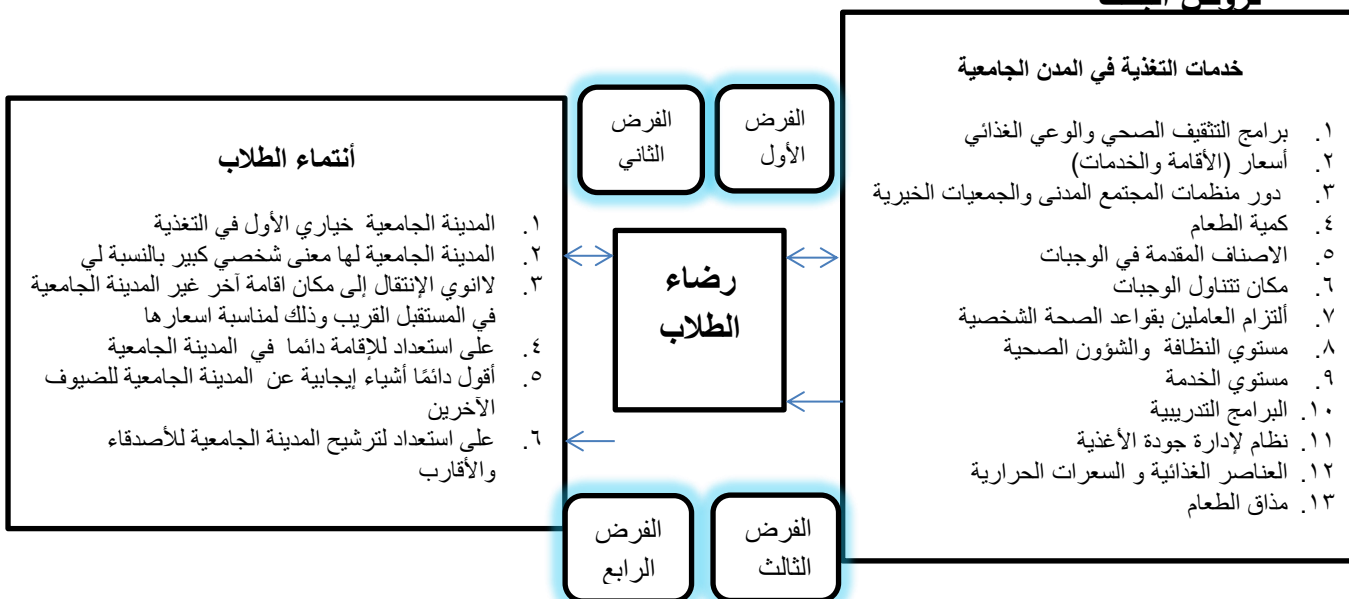 خدمات التغذية في المدن الجامعية
١. برامج التثقيف الصحي والوعي الغذائي
٢. أسعار (الأقامة والخدمات)
٣. دور منظمات المجتمع المدنى والجمعيات الخيرية
٤. كمية الطعام
٥. الاصناف المقدمة في الوجبات
٦. مكان تتناول الوجبات
٧. ألتزام العاملين بقواعد الصحة الشخصية
٨. مستوي النظافة والشؤون الصحية
٩. مستوي الخدمة
١٠. البرامج التدريبية
١١. نظام لإدارة جودة الأغذية
١٢. العناصر الغذائية و السعرات الحرارية
١٣. مذاق الطعام
الفرض
الأول
الفرض
الثاني
رضاء
الطلاب
الفرض
الثالث
الفرض
الرابع
أنتماء الطلاب
١. المدينة الجامعية خياري الأول في التغذية
٢. المدينة الجامعية لها معنى شخصي كبير بالنسبة لي
٣. لاانوي الإنتقال إلى مكان اقامة آخر غير المدينة الجامعية
في المستقبل القريب وذلك لمناسبة اسعارها
٤. على استعداد للإقامة دائما في المدينة الجامعية
٥. أقول دائمًا أشياء إيجابية عن المدينة الجامعية للضيوف
الآخرين
٦. على استعداد لترشيح المدينة الجامعية للأصدقاء
والأقارب